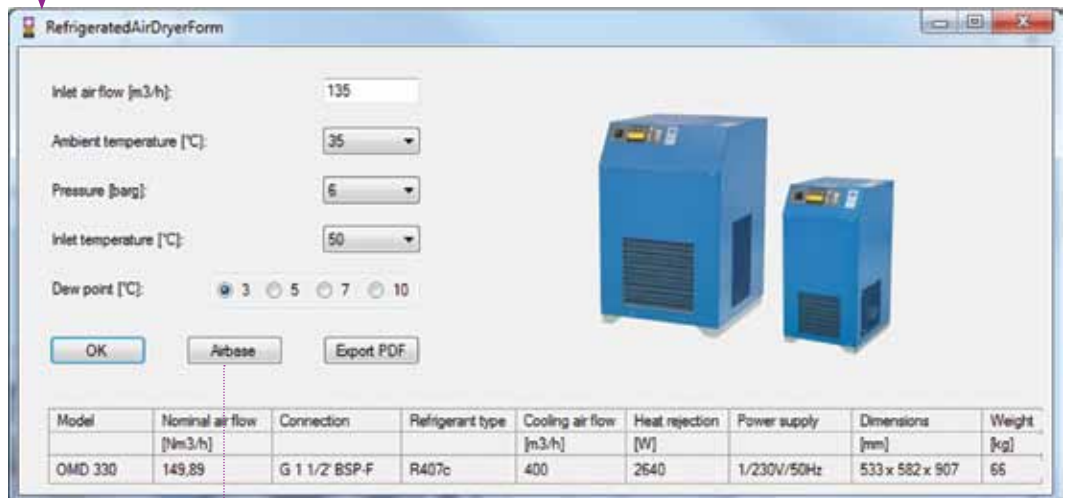 RefrigeratedAirDryerForm
Inlet air flow [m3/h]: 135
Ambient temperature [°C]: 35
Pressure [barg]: 6
Inlet temperature [°C]: 50
Dew point [°C]: 3 5 7 10
OK Airbase Export PDF
Model Nominal air flow Connection Refrigerant type Cooling air flow Heat rejection Power supply Dimensions Weight
[Nm3/h] [m3/h] [W] [mm] [kg]
OMD 330 149,89 G 1 1/2' BSP-F R407c 400 2640 1/230V/50Hz 533 x 582 x 907 66